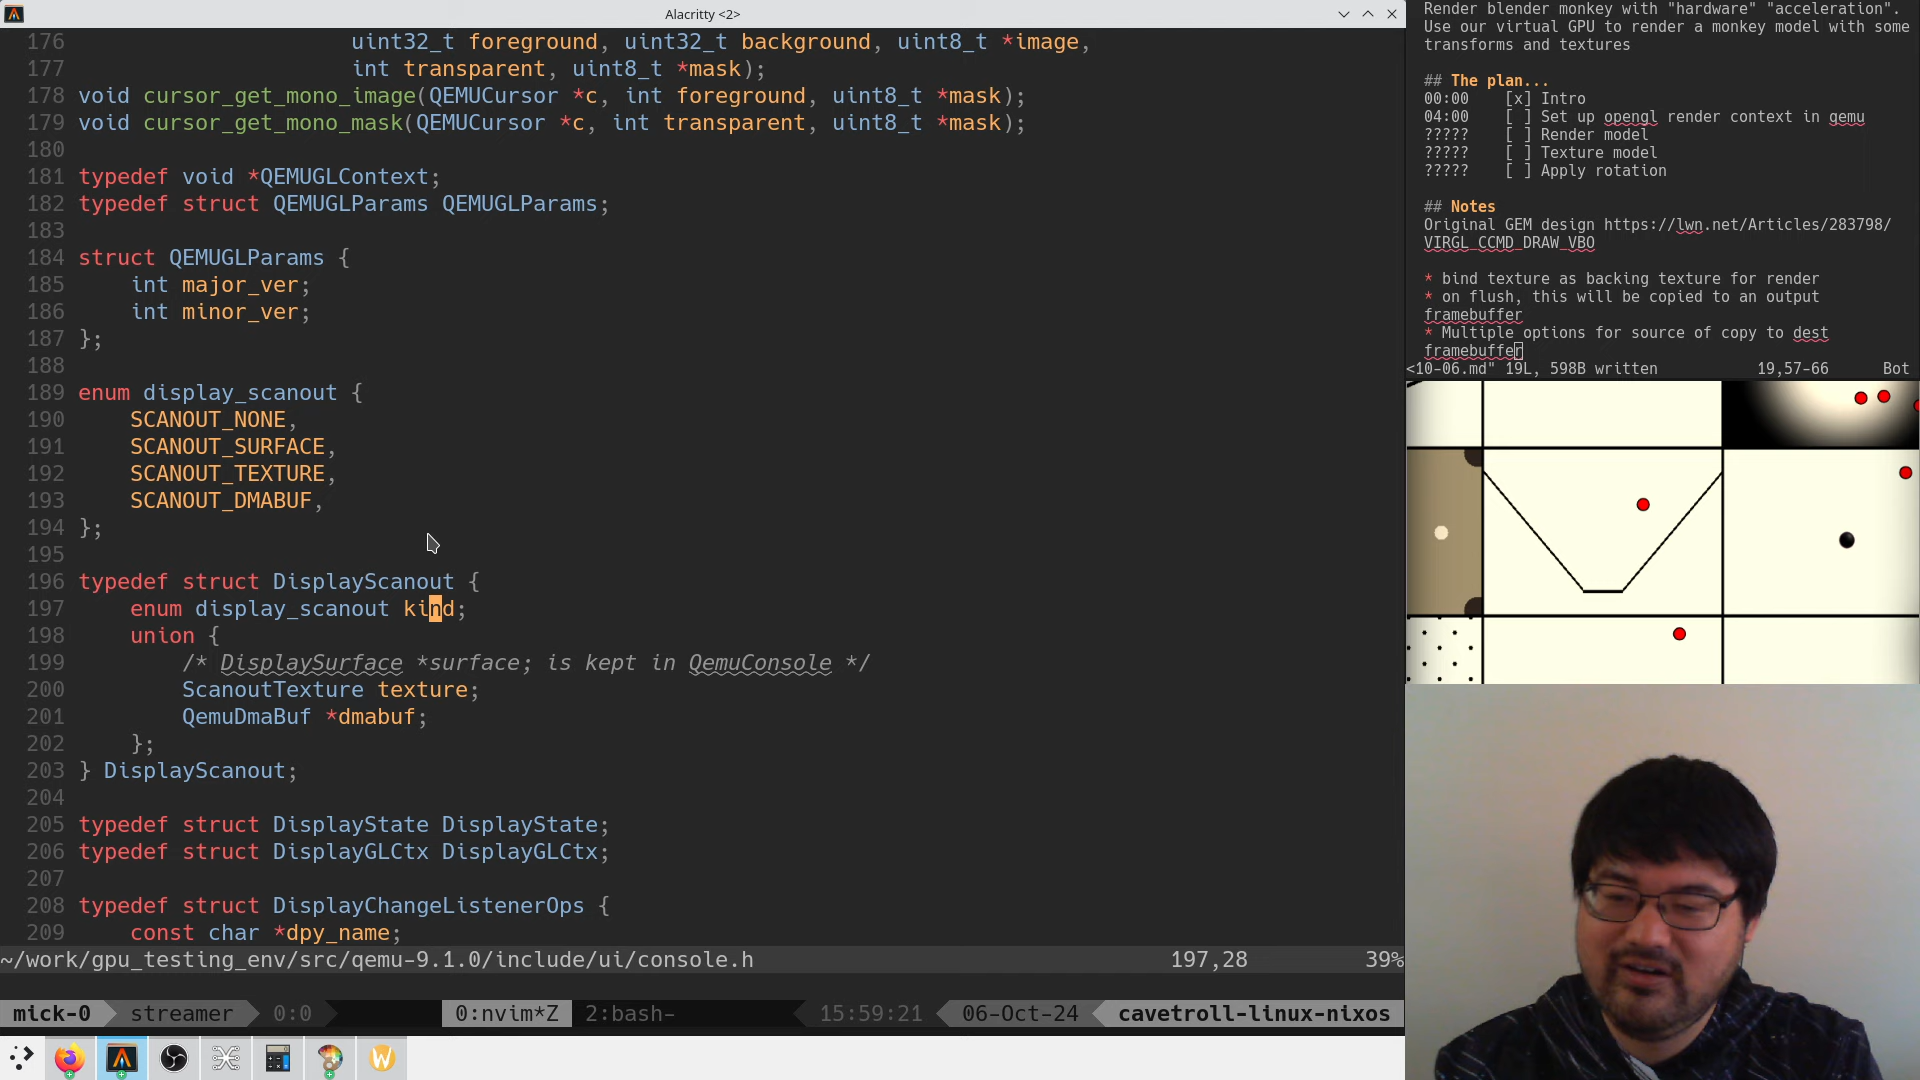 Alacritty <2>
176 uint32_t foreground, uint32_t background, uint8_t *image,
177 int transparent, uint8_t *mask);
178 void cursor_get_mono_image(QEMUCursor *c, int foreground, uint8_t *mask);
179 void cursor_get_mono_mask(QEMUCursor *c, int transparent, uint8_t *mask);
180
181 typedef void *QEMUGLContext;
182 typedef struct QEMUGLParams QEMUGLParams;
183
184 struct QEMUGLParams {
185 int major_ver;
186 int minor_ver;
187 };
188
189 enum display_scanout {
190 SCANOUT_NONE,
191 SCANOUT_SURFACE,
192 SCANOUT_TEXTURE,
193 SCANOUT_DMABUF,
194 };
195
196 typedef struct DisplayScanout {
197 enum display_scanout kind;
198 union {
199 /* DisplaySurface *surface; is kept in QemuConsole */
200 ScanoutTexture texture;
201 QemuDmaBuf *dmabuf;
202 };
203 } DisplayScanout;
204
205 typedef struct DisplayState DisplayState;
206 typedef struct DisplayGLCtx DisplayGLCtx;
207
208 typedef struct DisplayChangeListenerOps {
209 const char *dpy_name;
~/work/gpu_testing_env/src/qemu-9.1.0/include/ui/console.h 197,28 39%
mick-0 streamer 0:0 0:nvim*Z 2:bash- 15:59:21 06-Oct-24 cavetroll-linux-nixos
Render blender monkey with "hardware" "acceleration".
Use our virtual GPU to render a monkey model with some
transforms and textures
## The plan...
00:00 [x] Intro
04:00 [ ] Set up opengl render context in qemu
????? [ ] Render model
????? [ ] Texture model
????? [ ] Apply rotation
## Notes
Original GEM design https://lwn.net/Articles/283798/
VIRGL_CCMD_DRAW_VBO
* bind texture as backing texture for render
* on flush, this will be copied to an output
framebuffer
* Multiple options for source of copy to dest
framebuffer
<10-06.md" 19L, 598B written 19,57-66 Bot
W